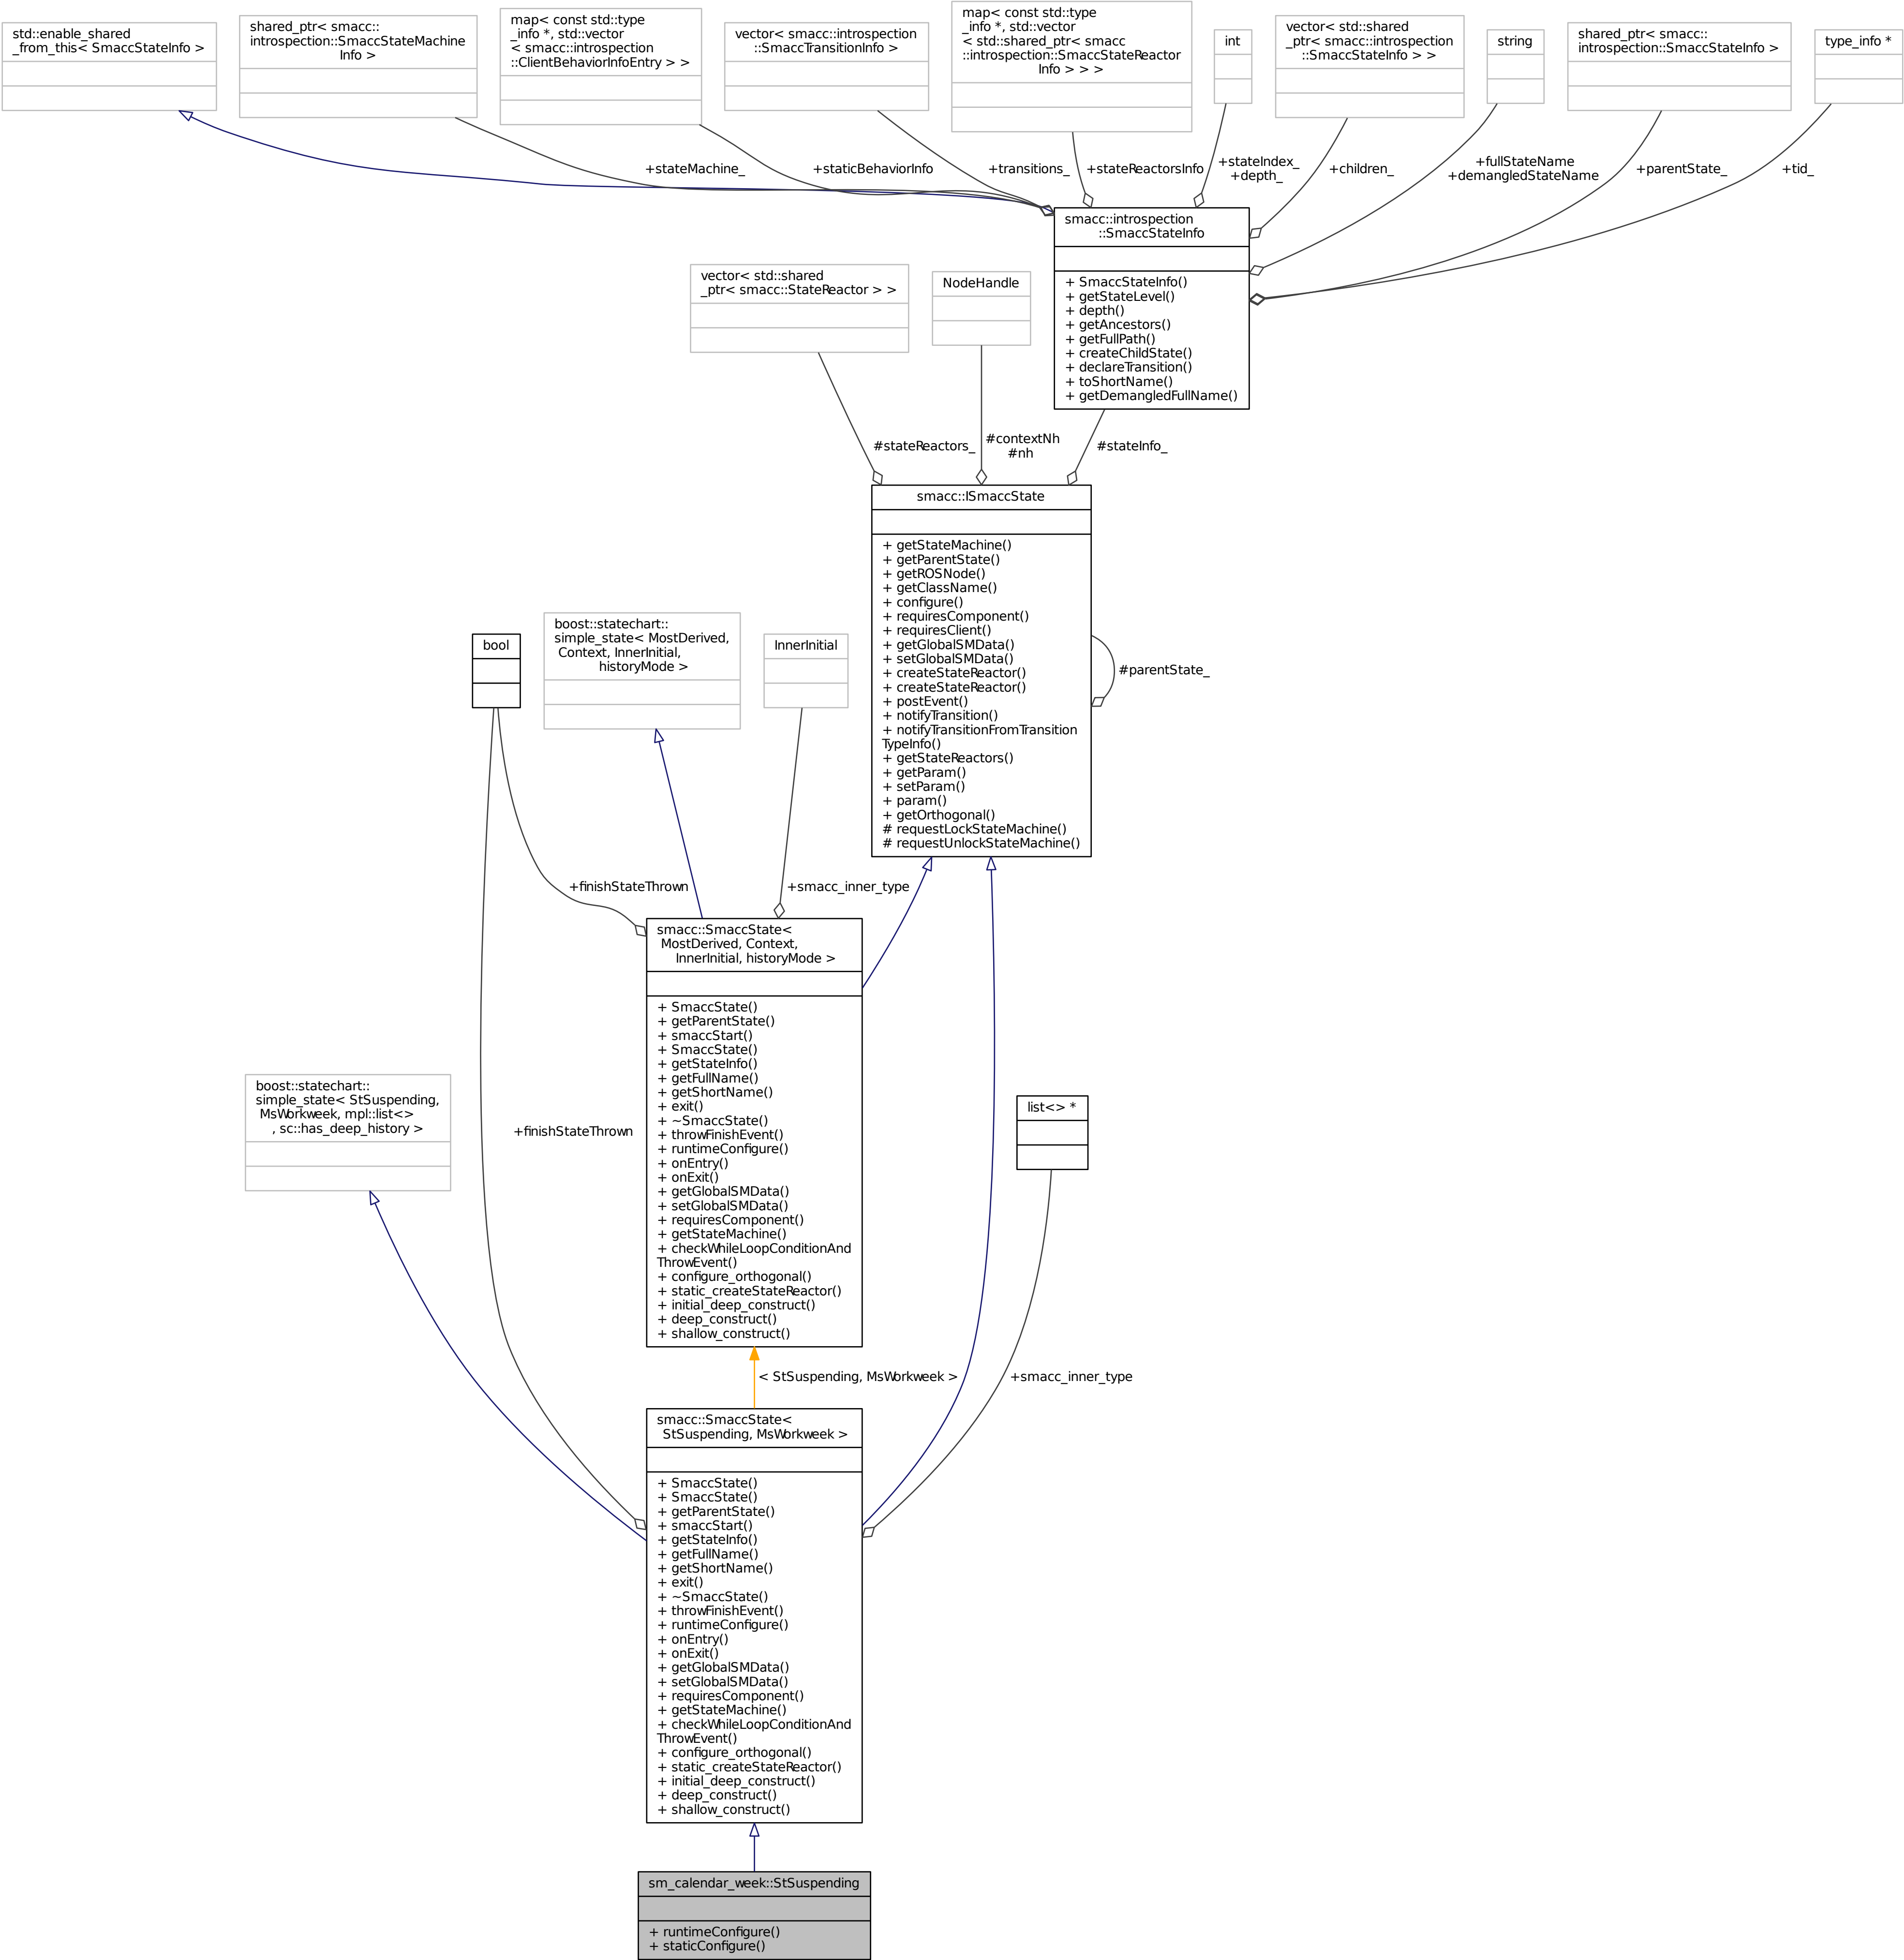 std::enable_shared
_from_this< SmaccStateInfo >
shared_ptr< smacc::
introspection::SmaccStateMachine
Info >
map< const std::type
_info *, std::vector
< smacc::introspection
::ClientBehaviorInfoEntry > >
vector< smacc::introspection
::SmaccTransitionInfo >
map< const std::type
_info *, std::vector
< std::shared_ptr< smacc
::introspection::SmaccStateReactor
Info > > >
int
vector< std::shared
_ptr< smacc::introspection
::SmaccStateInfo > >
string
shared_ptr< smacc::
introspection::SmaccStateInfo >
type_info *
+stateMachine_
+staticBehaviorInfo
+transitions_
+stateReactorsInfo
+stateIndex_
+depth_
+children_
+fullStateName
+demangledStateName
+parentState_
+tid_
smacc::introspection
::SmaccStateInfo
+ SmaccStateInfo()
+ getStateLevel()
+ depth()
+ getAncestors()
+ getFullPath()
+ createChildState()
+ declareTransition()
+ toShortName()
+ getDemangledFullName()
vector< std::shared
_ptr< smacc::StateReactor > >
NodeHandle
#stateReactors_
#contextNh
#nh
#stateInfo_
smacc::ISmaccState
+ getStateMachine()
+ getParentState()
+ getROSNode()
+ getClassName()
+ configure()
+ requiresComponent()
+ requiresClient()
+ getGlobalSMData()
+ setGlobalSMData()
+ createStateReactor()
+ createStateReactor()
+ postEvent()
+ notifyTransition()
+ notifyTransitionFromTransition
TypeInfo()
+ getStateReactors()
+ getParam()
+ setParam()
+ param()
+ getOrthogonal()
# requestLockStateMachine()
# requestUnlockStateMachine()
#parentState_
bool
boost::statechart::
simple_state< MostDerived,
Context, InnerInitial,
historyMode >
InnerInitial
+finishStateThrown
+smacc_inner_type
smacc::SmaccState<
MostDerived, Context,
InnerInitial, historyMode >
+ SmaccState()
+ getParentState()
+ smaccStart()
+ SmaccState()
+ getStateInfo()
+ getFullName()
+ getShortName()
+ exit()
+ ~SmaccState()
+ throwFinishEvent()
+ runtimeConfigure()
+ onEntry()
+ onExit()
+ getGlobalSMData()
+ setGlobalSMData()
+ requiresComponent()
+ getStateMachine()
+ checkWhileLoopConditionAnd
ThrowEvent()
+ configure_orthogonal()
+ static_createStateReactor()
+ initial_deep_construct()
+ deep_construct()
+ shallow_construct()
boost::statechart::
simple_state< StSuspending,
MsWorkweek, mpl::list<>
, sc::has_deep_history >
+finishStateThrown
list<> *
< StSuspending, MsWorkweek >
+smacc_inner_type
smacc::SmaccState<
StSuspending, MsWorkweek >
+ SmaccState()
+ SmaccState()
+ getParentState()
+ smaccStart()
+ getStateInfo()
+ getFullName()
+ getShortName()
+ exit()
+ ~SmaccState()
+ throwFinishEvent()
+ runtimeConfigure()
+ onEntry()
+ onExit()
+ getGlobalSMData()
+ setGlobalSMData()
+ requiresComponent()
+ getStateMachine()
+ checkWhileLoopConditionAnd
ThrowEvent()
+ configure_orthogonal()
+ static_createStateReactor()
+ initial_deep_construct()
+ deep_construct()
+ shallow_construct()
sm_calendar_week::StSuspending
+ runtimeConfigure()
+ staticConfigure()